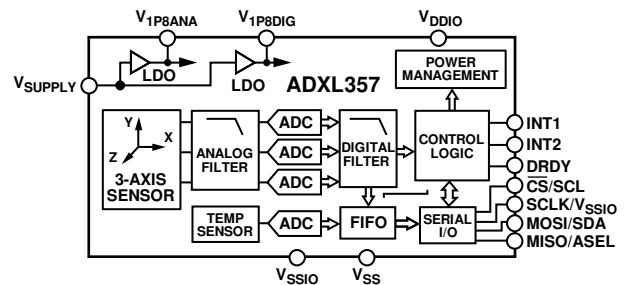 V1P8ANA
V1P8DIG
VDDIO
VSUPPLY
LDO
LDO
ADXL357
POWER
MANAGEMENT
Y
X
Z
3-AXIS
SENSOR
ANALOG
FILTER
ADC
ADC
ADC
DIGITAL
FILTER
CONTROL
LOGIC
INT1
INT2
DRDY
TEMP
SENSOR
ADC
FIFO
SERIAL
I/O
C̅S̅/SCL
SCLK/VSSIO
MOSI/SDA
MISO/ASEL
VSSIO
VSS